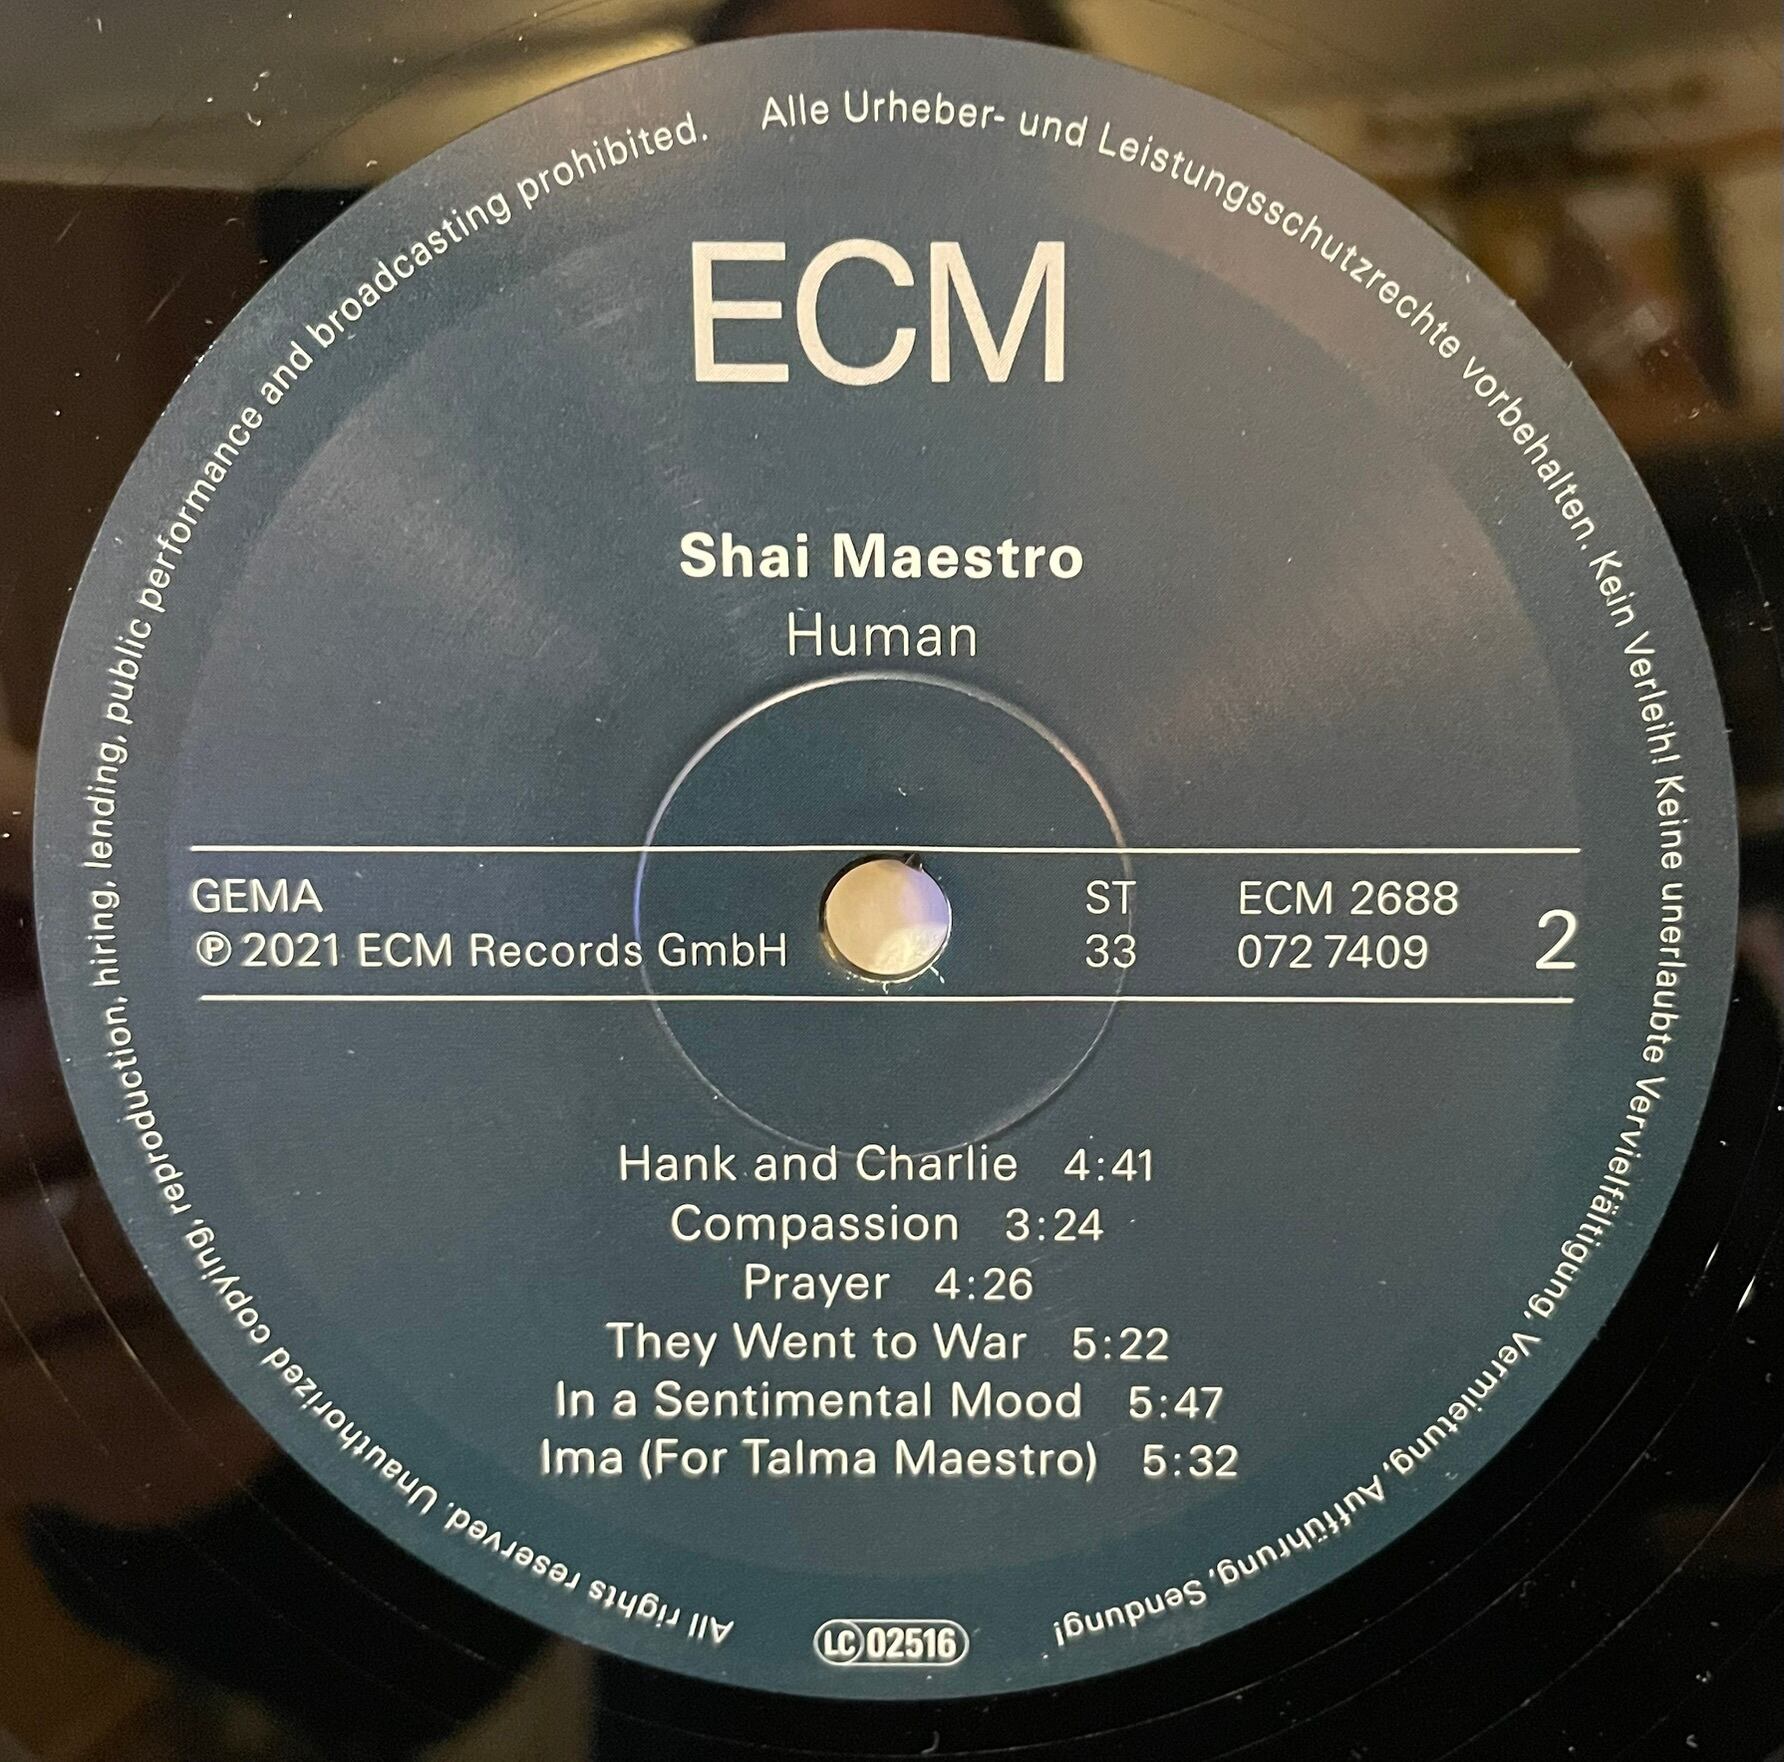 Alle Urheber- und Leistungsschutzrechte vorbehalten. Kein Verleih! Keine unerlaubte Vervielfältigung, Vermietung, Aufführung, Sendung!
All rights reserved. Unauthorized copying, reproduction, hiring, lending, public performance and broadcasting prohibited.
ECM
Shai Maestro
Human
GEMA
℗ 2021 ECM Records GmbH
ST
33
ECM 2688
072 7409
2
Hank and Charlie 4:41
Compassion 3:24
Prayer 4:26
They Went to War 5:22
In a Sentimental Mood 5:47
Ima (For Talma Maestro) 5:32
LC 02516